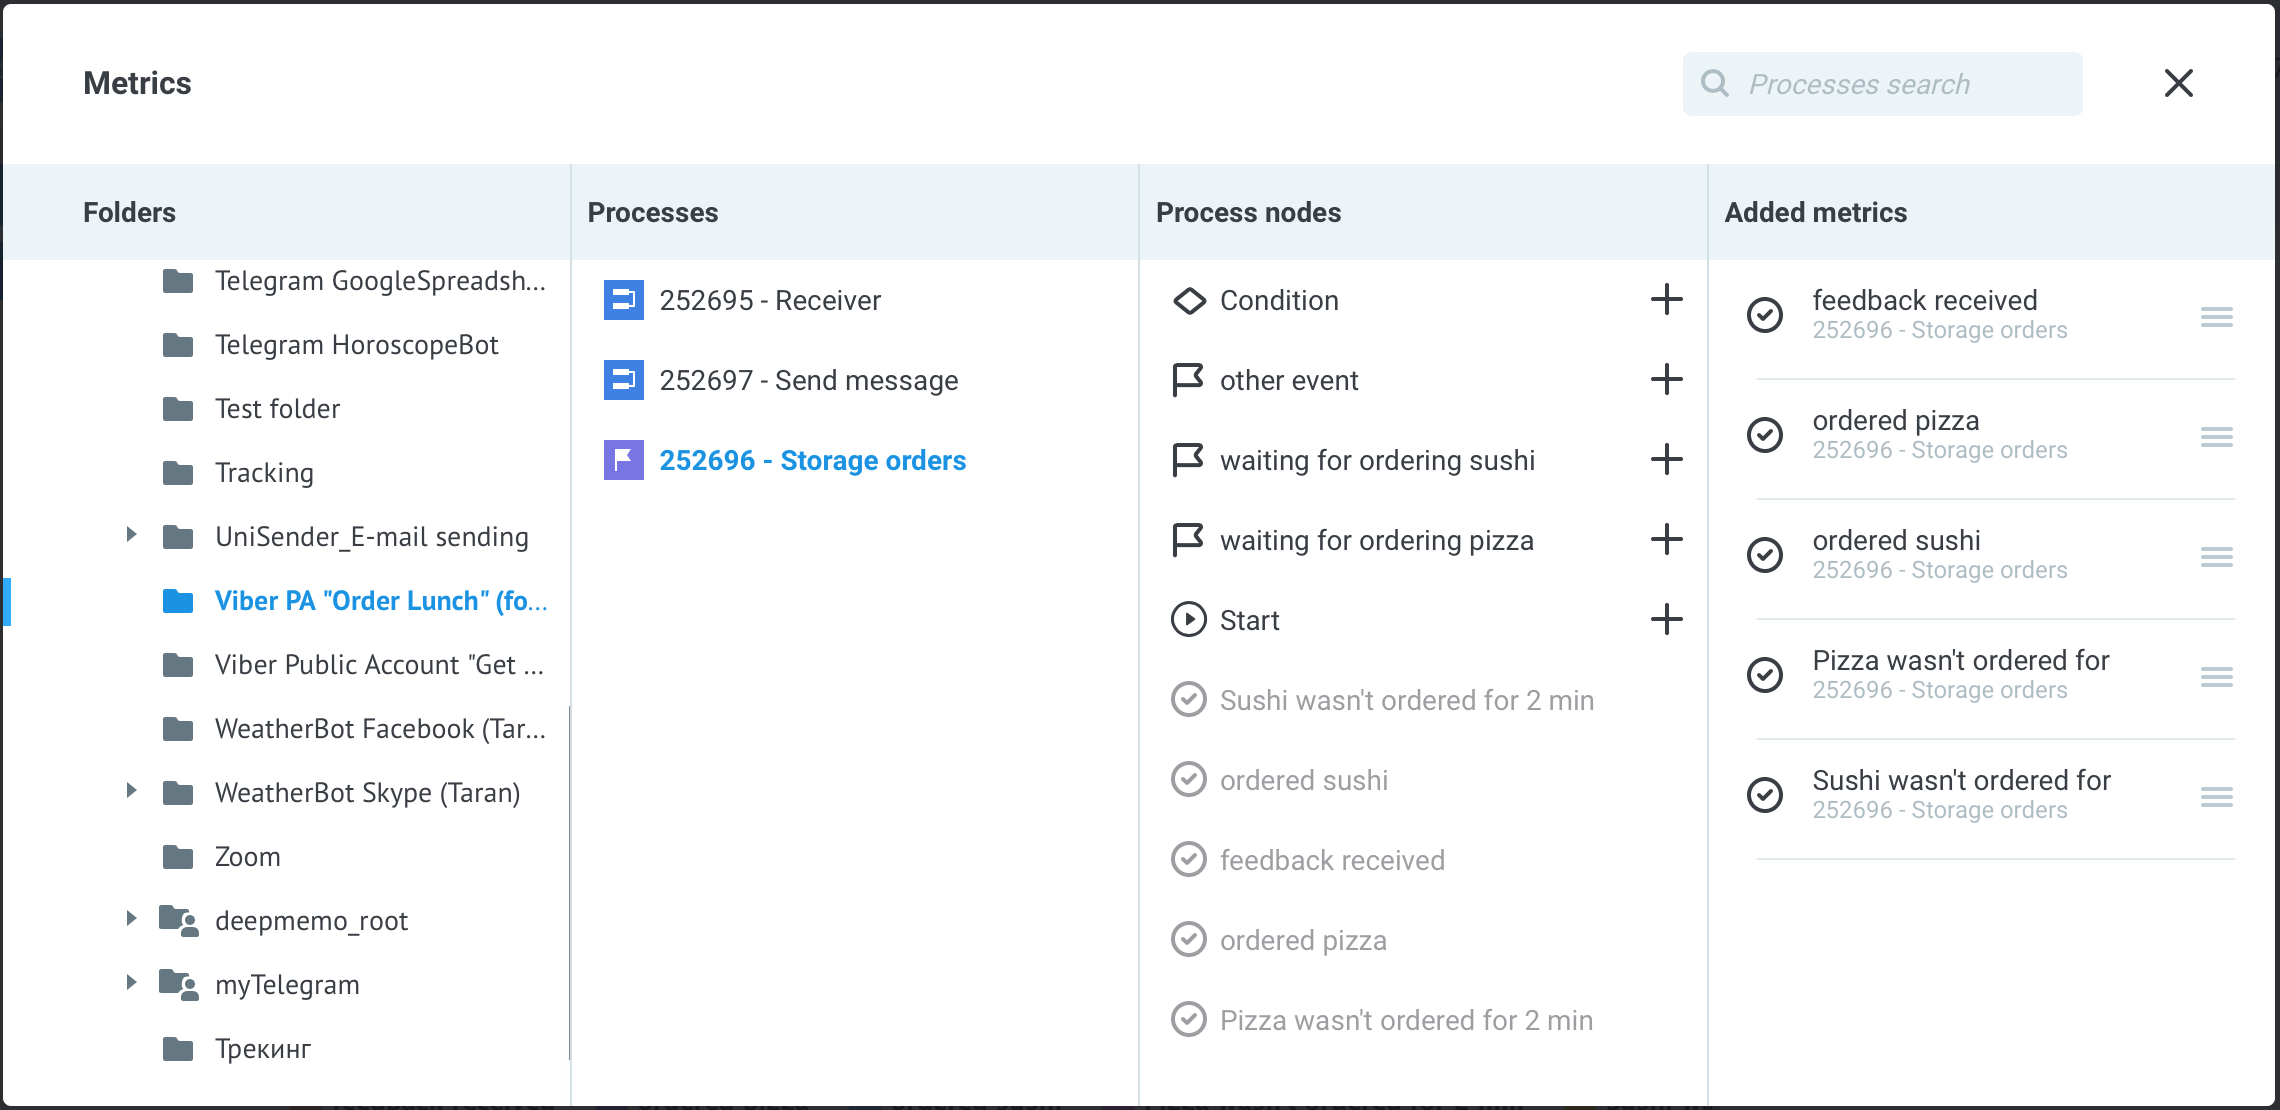 Metrics
Processes search
Folders
Processes
Process nodes
Added metrics
Telegram GoogleSpreadsh...
Telegram HoroscopeBot
Test folder
Tracking
UniSender_E-mail sending
Viber PA "Order Lunch" (fo...
Viber Public Account "Get ...
WeatherBot Facebook (Tar...
WeatherBot Skype (Taran)
Zoom
deepmemo_root
myTelegram
Трекинг
252695 - Receiver
252697 - Send message
252696 - Storage orders
Condition
other event
waiting for ordering sushi
waiting for ordering pizza
Start
Sushi wasn't ordered for 2 min
ordered sushi
feedback received
ordered pizza
Pizza wasn't ordered for 2 min
feedback received
252696 - Storage orders
ordered pizza
252696 - Storage orders
ordered sushi
252696 - Storage orders
Pizza wasn't ordered for
252696 - Storage orders
Sushi wasn't ordered for
252696 - Storage orders